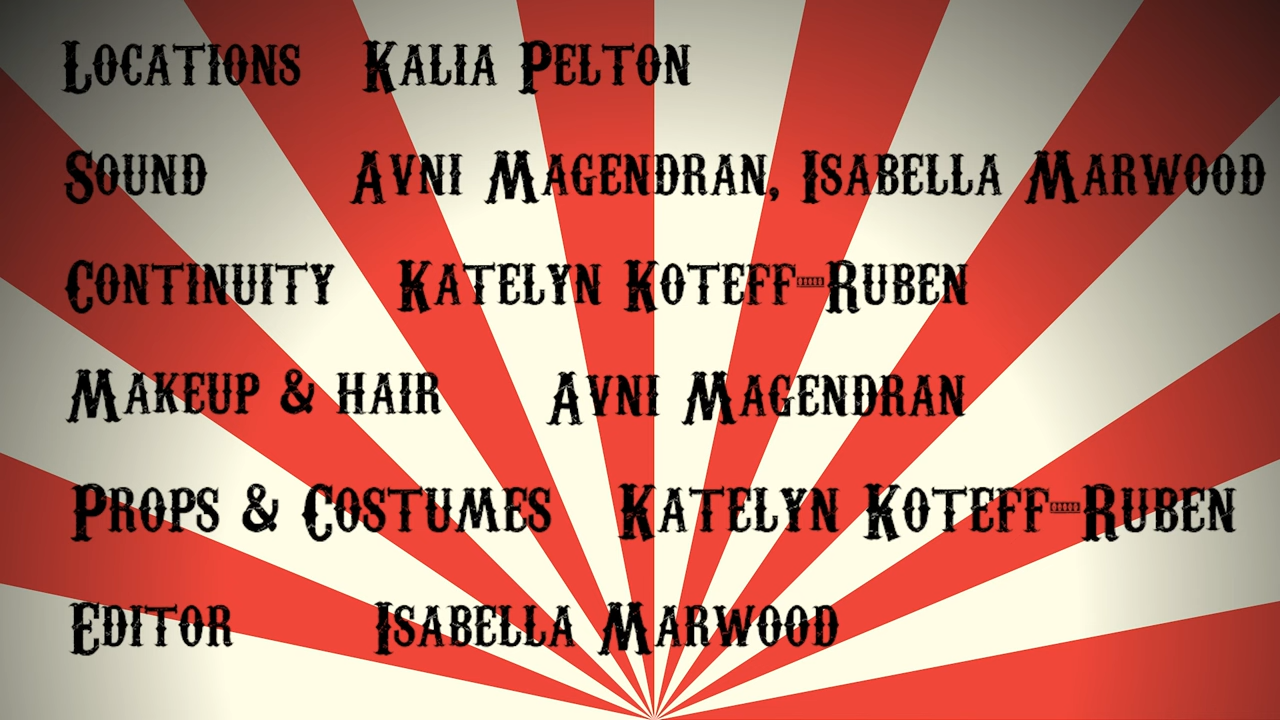 Locations Kalia Pelton
Sound Avni Magendran, Isabella Marwood
Continuity Katelyn Koteff-Ruben
Makeup & hair Avni Magendran
Props & Costumes Katelyn Koteff-Ruben
Editor Isabella Marwood